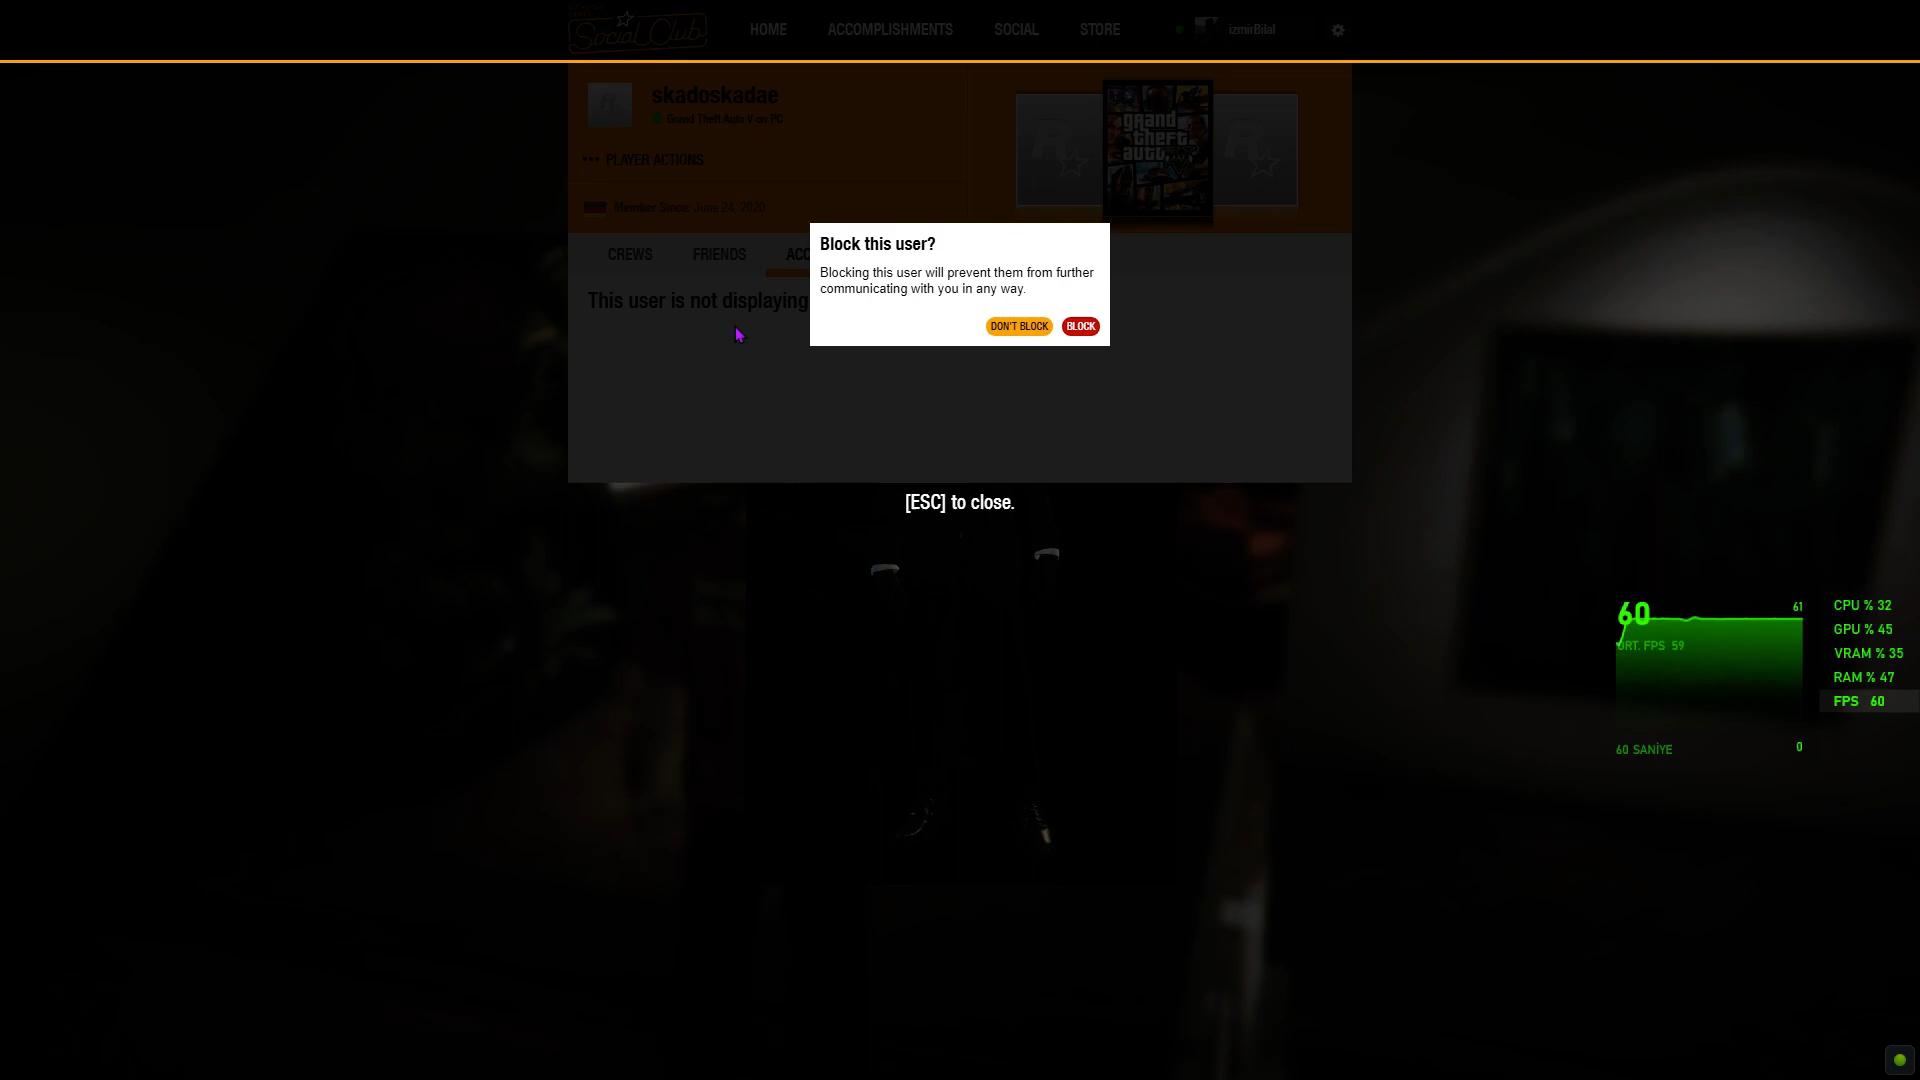 Social Club
HOME
ACCOMPLISHMENTS
SOCIAL
STORE
izmirBilal
skadoskadae
Grand Theft Auto V on PC
PLAYER ACTIONS
Member Since: June 24, 2020
grand
theft
auto
CREWS
FRIENDS
ACC
This user is not displaying
Block this user?
Blocking this user will prevent them from further
communicating with you in any way.
DON'T BLOCK
BLOCK
[ESC] to close.
60
61
ORT. FPS 59
60 SANİYE
0
CPU % 32
GPU % 45
VRAM % 35
RAM % 47
FPS 60